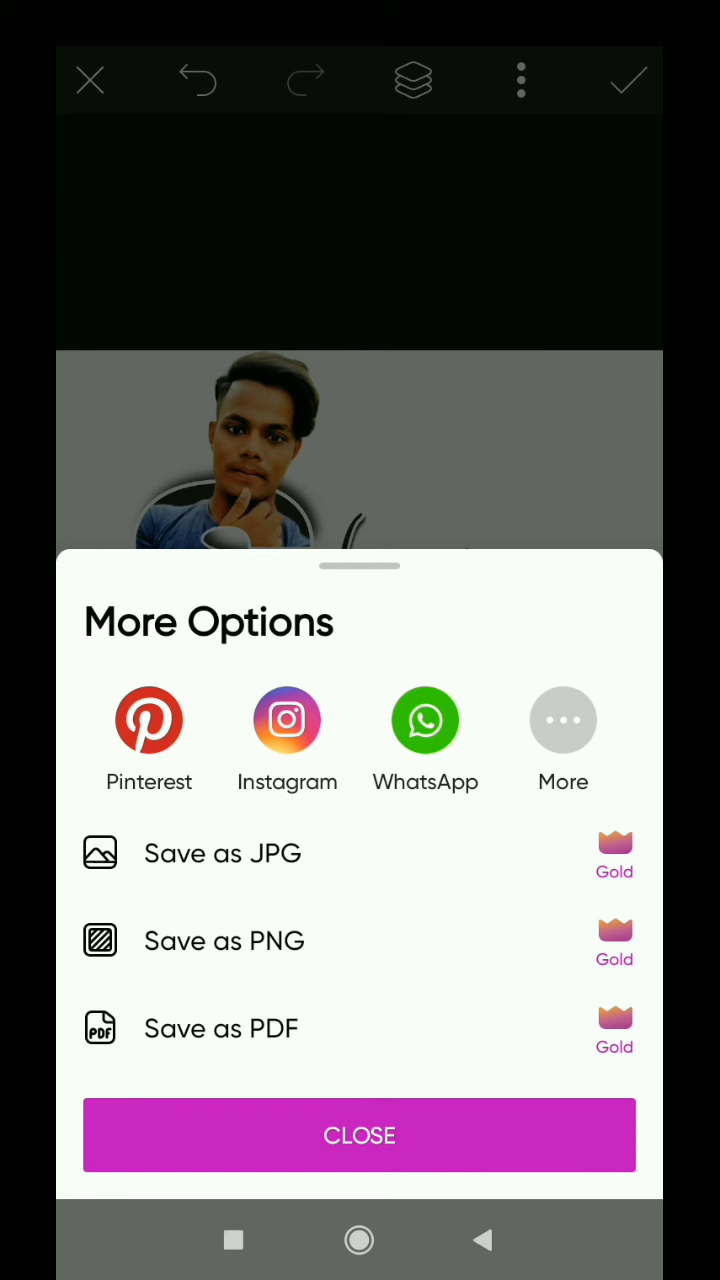 More Options
Pinterest Instagram WhatsApp More
Save as JPG
Gold
Save as PNG
Gold
PDF
Save as PDF
Gold
CLOSE